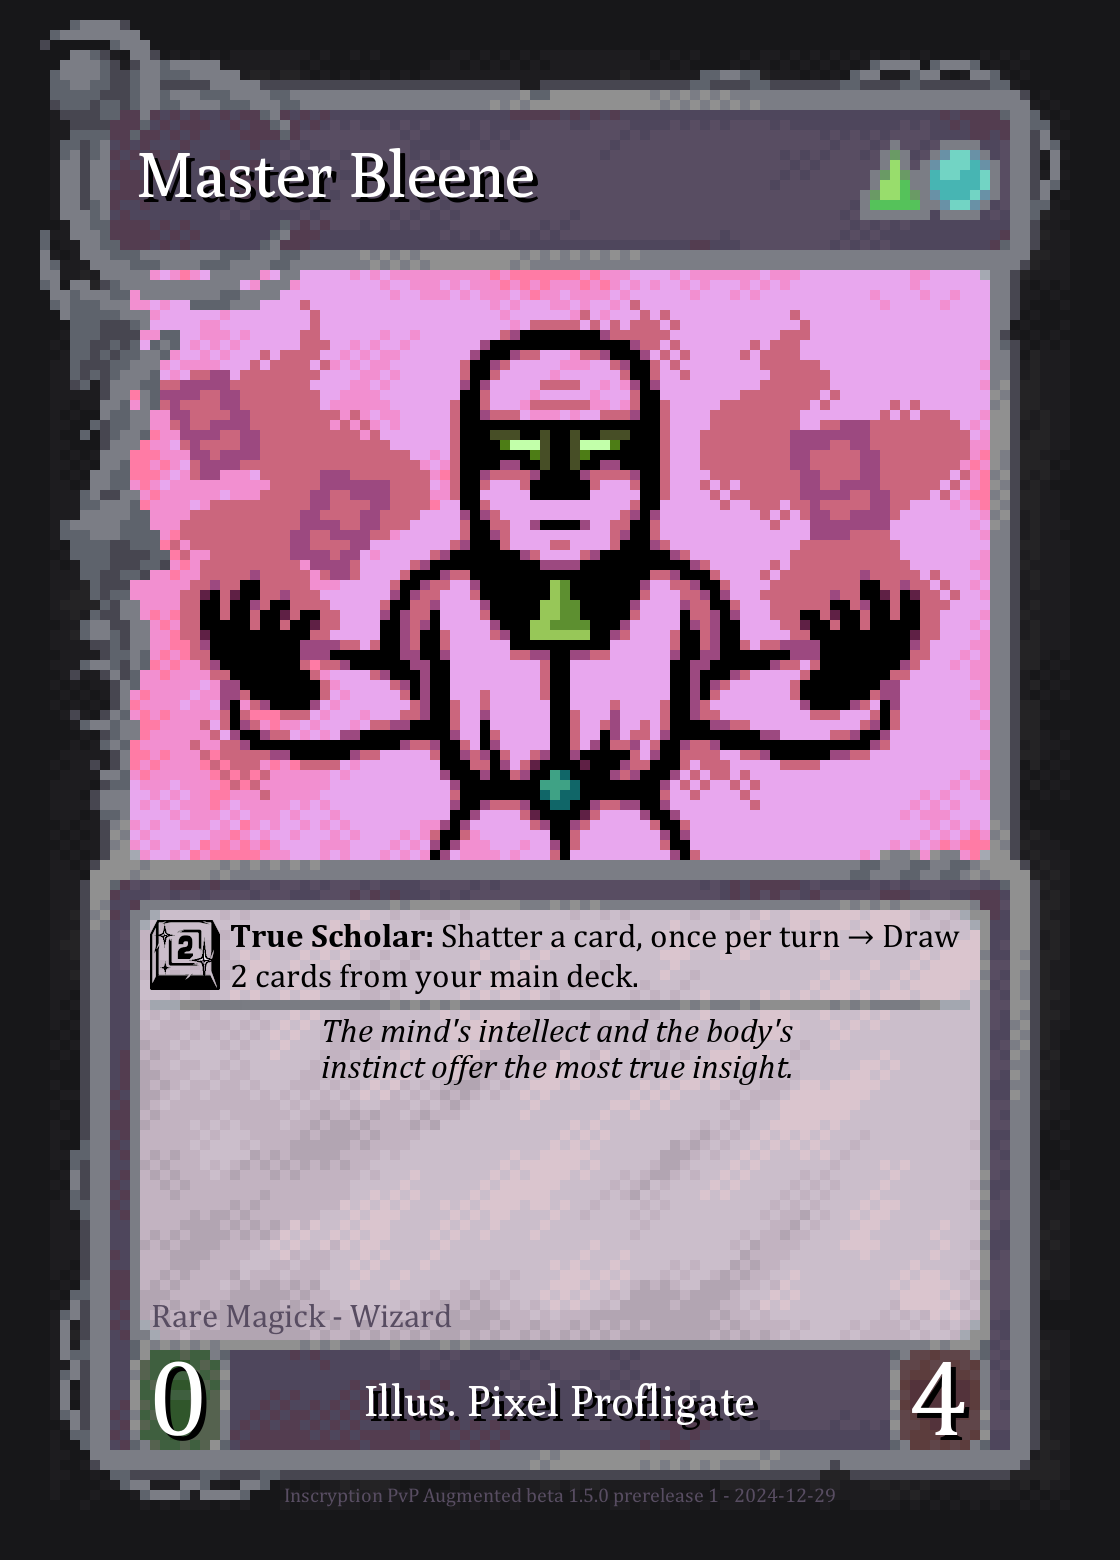 Master Bleene
2
True Scholar: Shatter a card, once per turn → Draw
2 cards from your main deck.
The mind's intellect and the body's
instinct offer the most true insight.
Rare Magick - Wizard
0
Illus. Pixel Profligate
4
Inscryption PvP Augmented beta 1.5.0 prerelease 1 - 2024-12-29